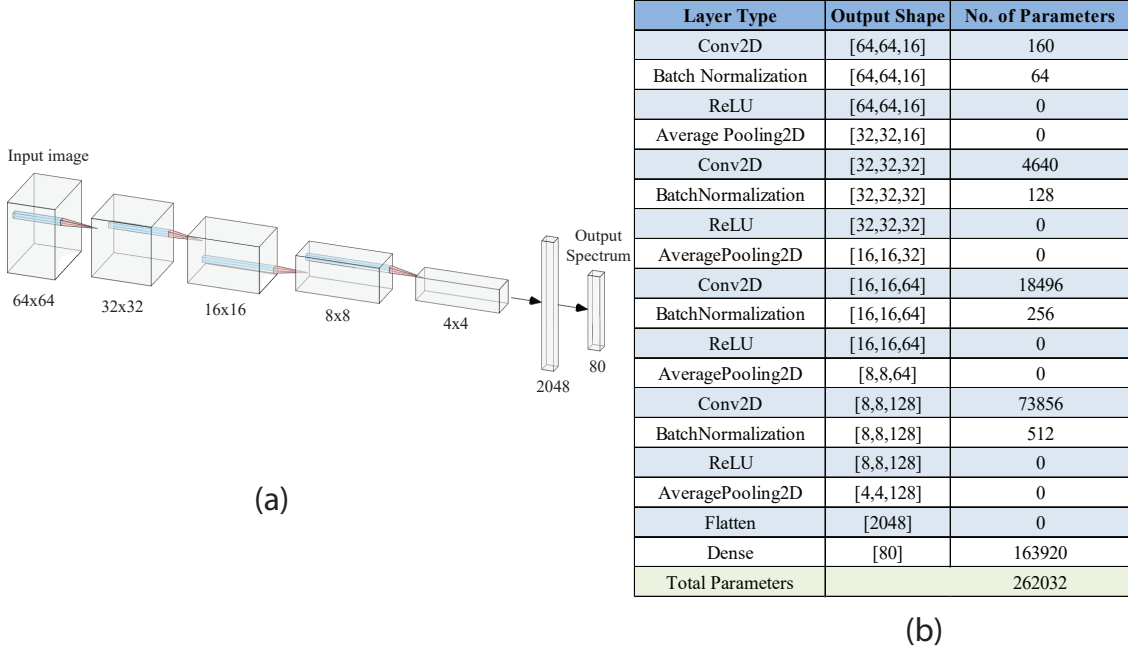 Input image
64x64
32x32
16x16
8x8
4x4
2048
Output
Spectrum
80
(a)
Layer Type Output Shape No. of Parameters
Conv2D [64,64,16] 160
Batch Normalization [64,64,16] 64
ReLU [64,64,16] 0
Average Pooling2D [32,32,16] 0
Conv2D [32,32,32] 4640
BatchNormalization [32,32,32] 128
ReLU [32,32,32] 0
AveragePooling2D [16,16,32] 0
Conv2D [16,16,64] 18496
BatchNormalization [16,16,64] 256
ReLU [16,16,64] 0
AveragePooling2D [8,8,64] 0
Conv2D [8,8,128] 73856
BatchNormalization [8,8,128] 512
ReLU [8,8,128] 0
AveragePooling2D [4,4,128] 0
Flatten [2048] 0
Dense [80] 163920
Total Parameters 262032
(b)